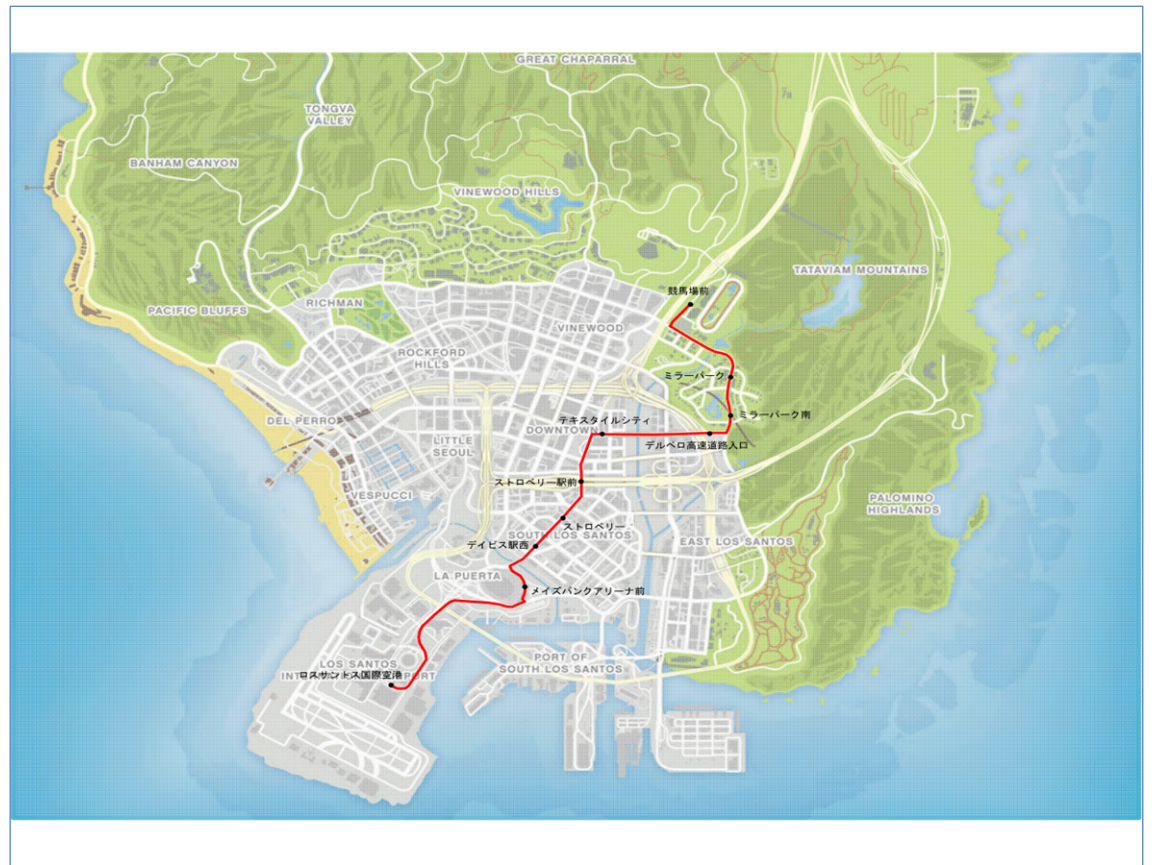 GREAT CHAPARRAL
TONGVA
VALLEY
BANHAM CANYON
VINEWOOD HILLS
TATAVIAM MOUNTAINS
競馬場前
RICHMAN
PACIFIC BLUFFS
VINEWOOD
ROCKFORD
HILLS
ミラーパーク
ミラーパーク南
DEL PERRO
テキスタイルシティ
DOWNTOWN
デルペロ高速道路入口
LITTLE
SEOUL
ストロベリー駅前
VESPUCCI
PALOMINO
HIGHLANDS
ストロベリー
SOUTH LOS SANTOS
EAST LOS SANTOS
デイビス駅西
LA PUERTA
メイズバンクアリーナ前
PORT OF
SOUTH LOS SANTOS
LOS SANTOS
ロスサントス国際空港